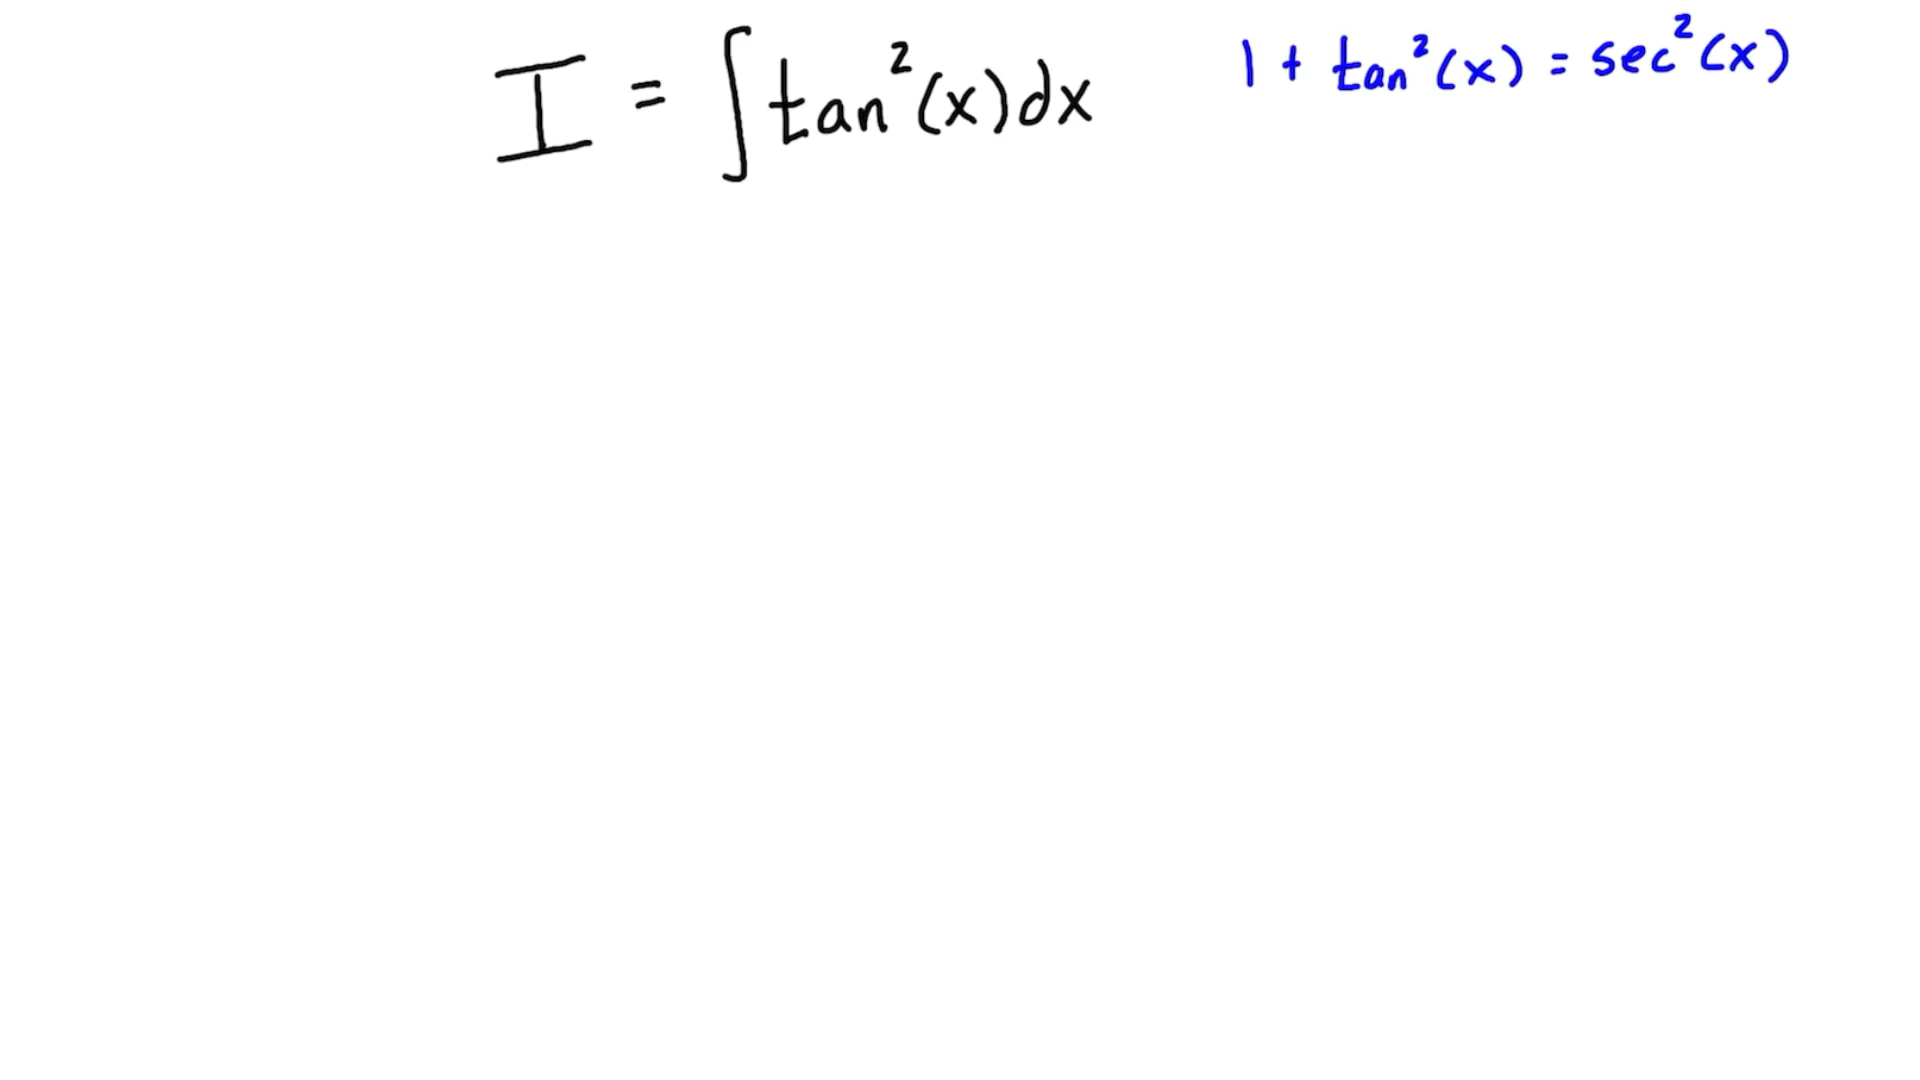 I = ∫tan²(x)dx
1 + tan²(x) = sec²(x)